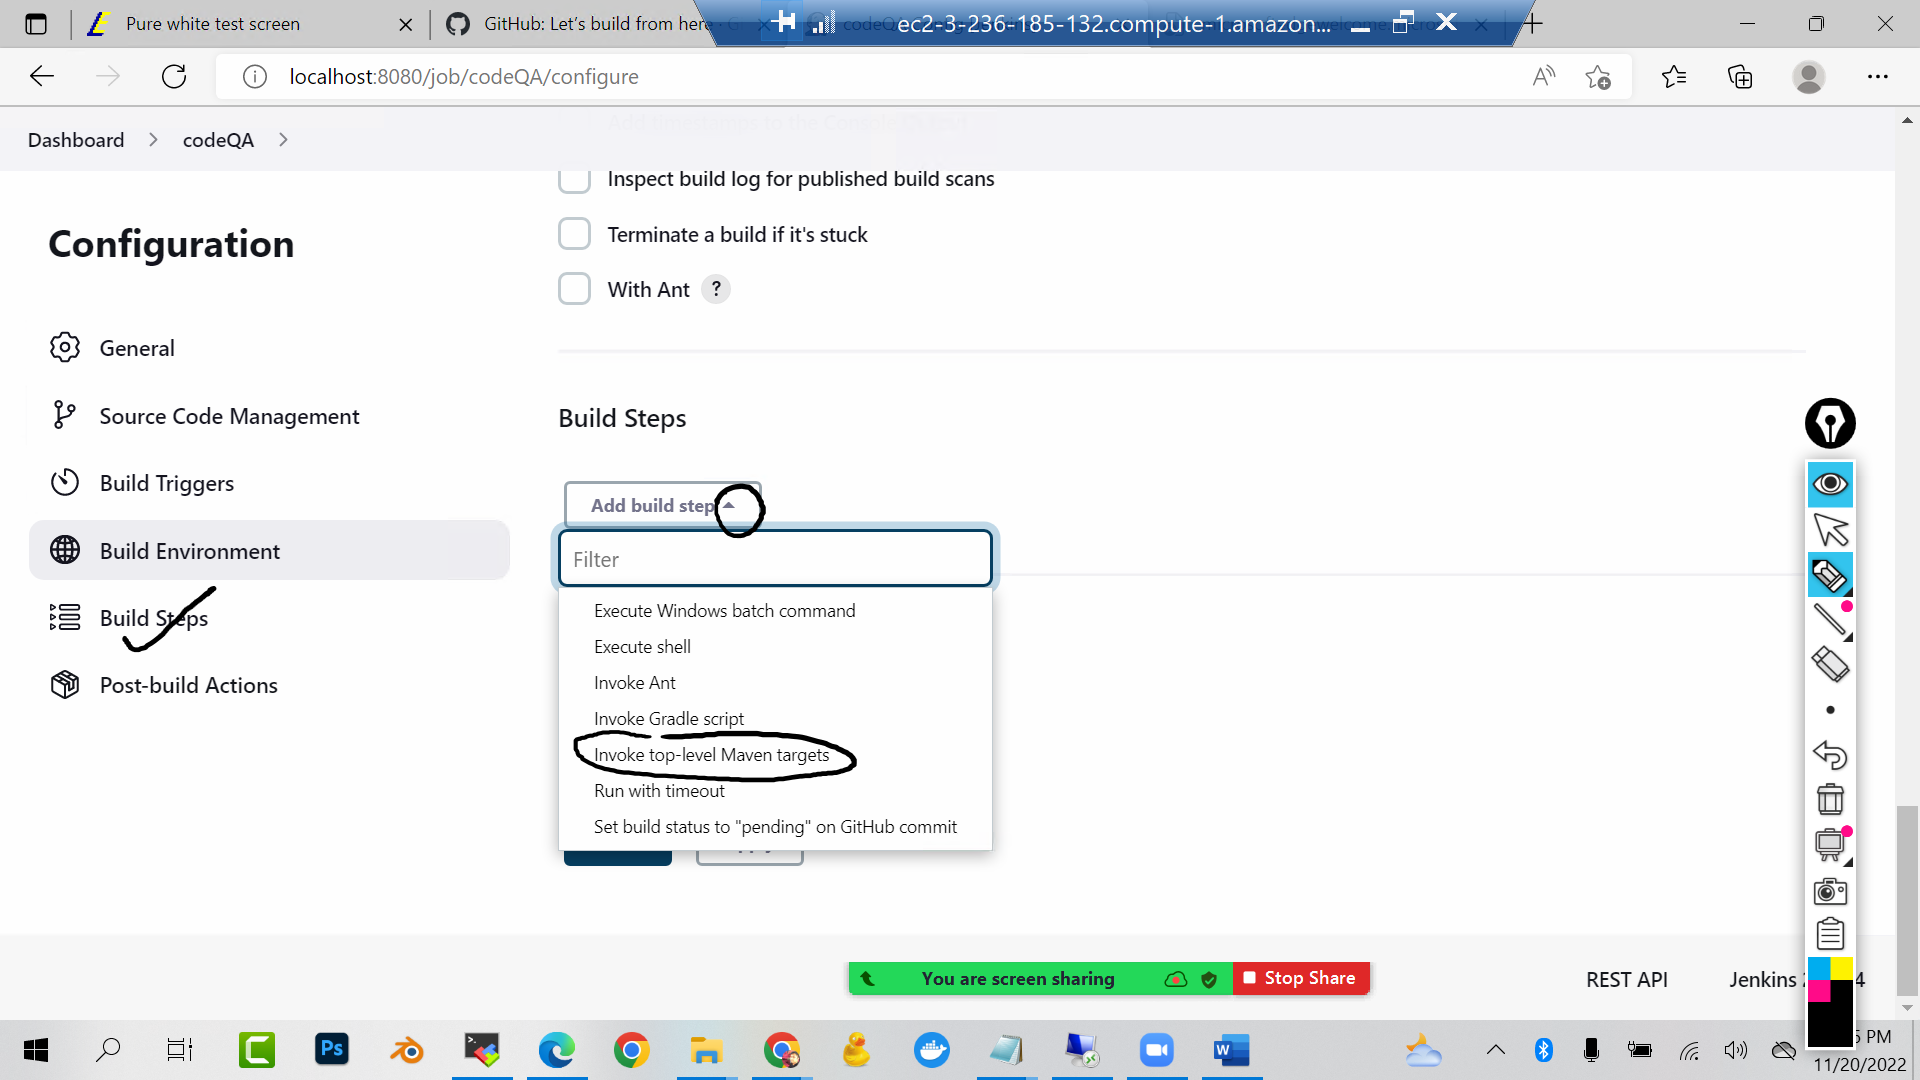 Pure white test screen
GitHub: Let's build from here
ec2-3-236-185-132.compute-1.amazon...
localhost:8080/job/codeQA/configure
Dashboard > codeQA >
Inspect build log for published build scans
Terminate a build if it's stuck
With Ant ?
Configuration
General
Source Code Management
Build Triggers
Build Environment
Build Steps
Post-build Actions
Build Steps
Add build step
Filter
Execute Windows batch command
Execute shell
Invoke Ant
Invoke Gradle script
Invoke top-level Maven targets
Run with timeout
Set build status to "pending" on GitHub commit
You are screen sharing
Stop Share
REST API
Jenkins
Ps
W
PM
11/20/2022